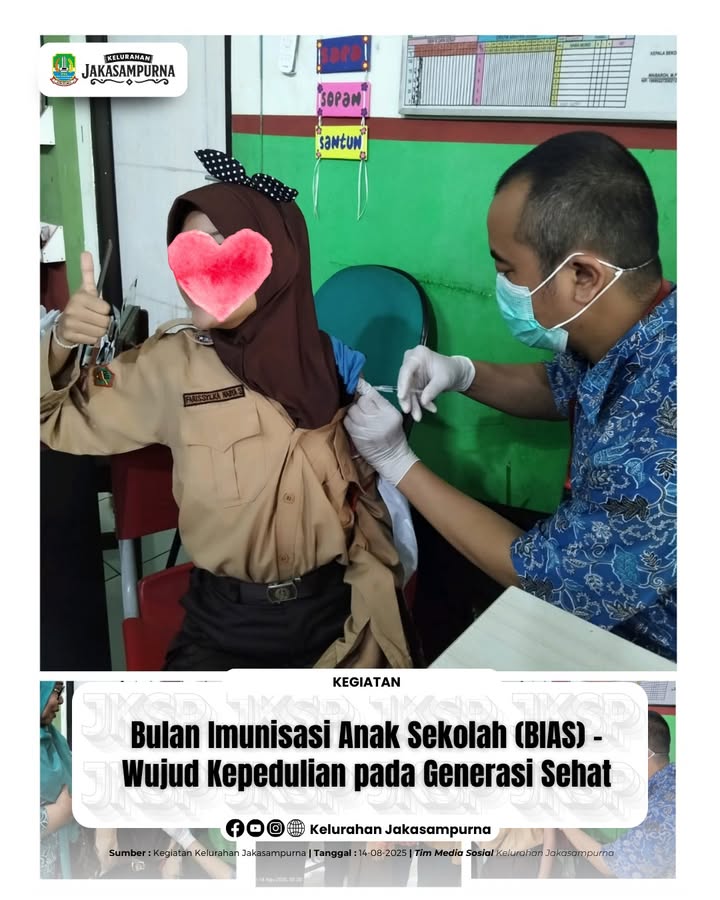 KELURAHAN
JAKASAMPURNA
SAPA
SOPAN
SANTUN
KEGIATAN
Bulan Imunisasi Anak Sekolah (BIAS) -
Wujud Kepedulian pada Generasi Sehat
Kelurahan Jakasampurna
Sumber : Kegiatan Kelurahan Jakasampurna | Tanggal : 14-08-2025 | Tim Media Sosial Kelurahan Jakasampurna